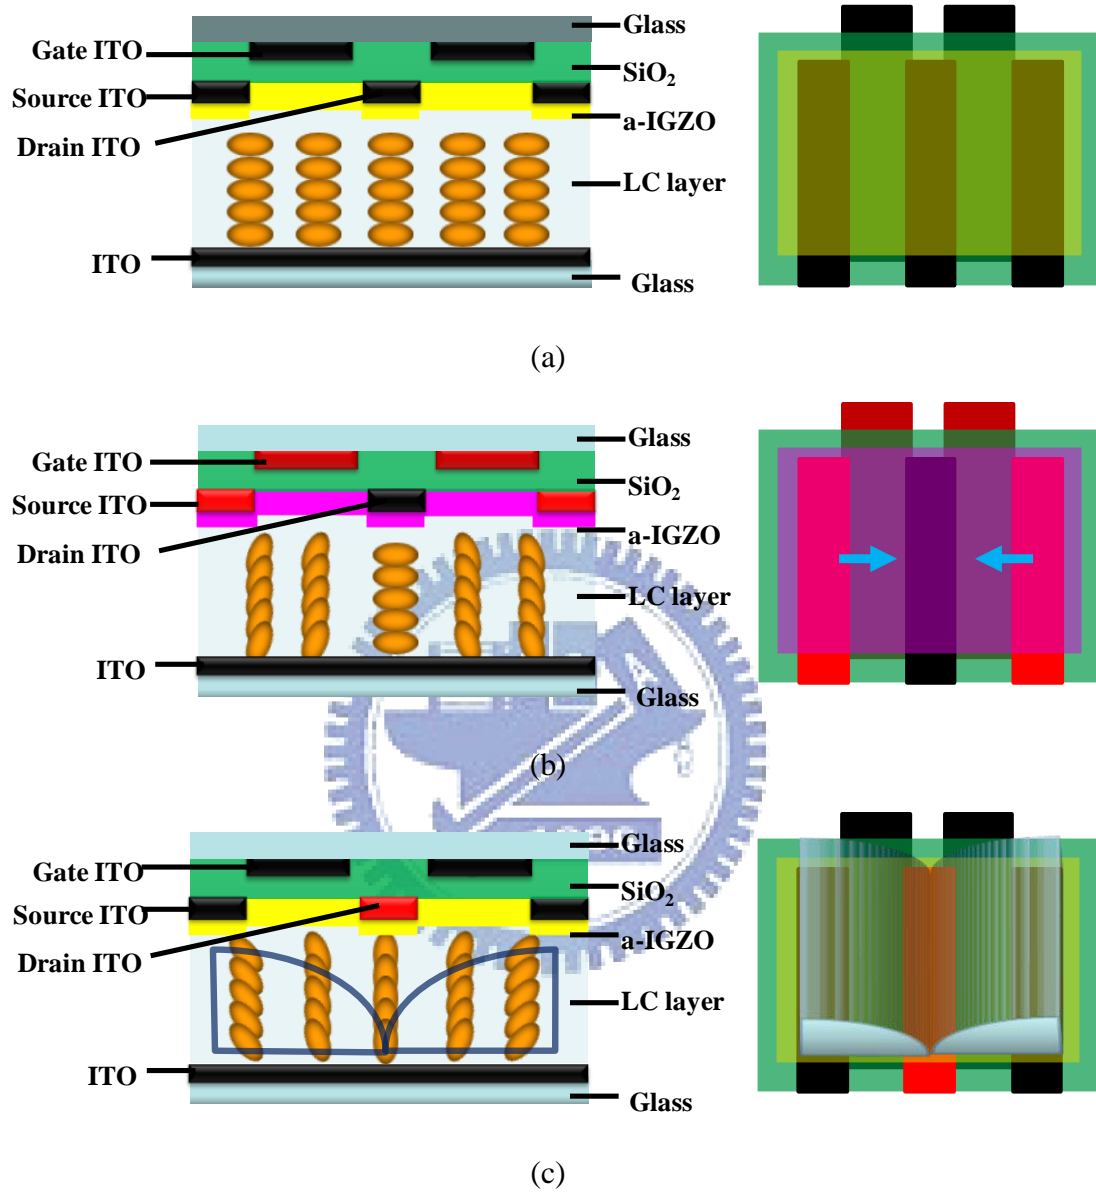 Glass
Gate ITO
SiO₂
Source ITO
a-IGZO
Drain ITO
LC layer
ITO
Glass
(a)
Glass
Gate ITO
SiO₂
Source ITO
a-IGZO
Drain ITO
LC layer
ITO
Glass
(b)
Glass
Gate ITO
SiO₂
Source ITO
a-IGZO
Drain ITO
LC layer
ITO
Glass
(c)